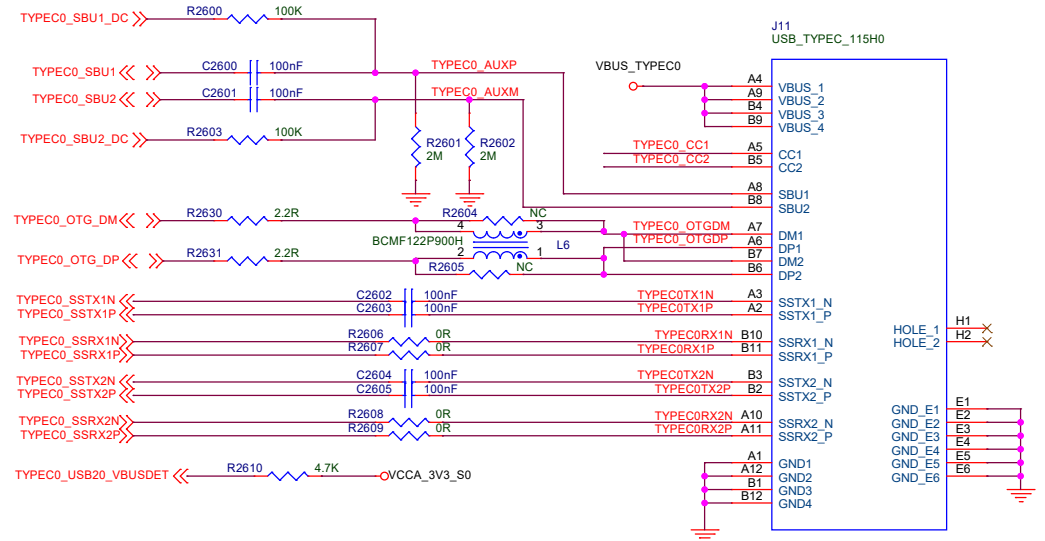 R2600 100K
TYPEC0_SBU1_DC
J11
USB_TYPEC_115H0
C2600 100nF
TYPEC0_SBU1
TYPEC0_AUXP
VBUS_TYPEC0
A4 VBUS_1
A9 VBUS_2
B4 VBUS_3
B9 VBUS_4
C2601 100nF
TYPEC0_SBU2
TYPEC0_AUXM
R2603 100K
TYPEC0_SBU2_DC
R2601
2M
R2602
2M
TYPEC0_CC1 A5 CC1
TYPEC0_CC2 B5 CC2
A8 SBU1
B8 SBU2
TYPEC0_OTG_DM R2630 2.2R
R2604 NC
4 3
BCMF122P900H L6
2 1
R2605 NC
TYPEC0_OTG_DP R2631 2.2R
TYPEC0_OTGDM A7 DM1
TYPEC0_OTGDP A6 DP1
B7 DM2
B6 DP2
TYPEC0_SSTX1N C2602 100nF TYPEC0TX1N A3 SSTX1_N
TYPEC0_SSTX1P C2603 100nF TYPEC0TX1P A2 SSTX1_P
TYPEC0_SSRX1N R2606 0R TYPEC0RX1N B10 SSRX1_N
TYPEC0_SSRX1P R2607 0R TYPEC0RX1P B11 SSRX1_P
HOLE_1 H1
HOLE_2 H2
TYPEC0_SSTX2N C2604 100nF TYPEC0TX2N B3 SSTX2_N
TYPEC0_SSTX2P C2605 100nF TYPEC0TX2P B2 SSTX2_P
TYPEC0_SSRX2N R2608 0R TYPEC0RX2N A10 SSRX2_N
TYPEC0_SSRX2P R2609 0R TYPEC0RX2P A11 SSRX2_P
GND_E1 E1
GND_E2 E2
GND_E3 E3
GND_E4 E4
GND_E5 E5
GND_E6 E6
A1 GND1
A12 GND2
B1 GND3
B12 GND4
TYPEC0_USB20_VBUSDET R2610 4.7K VCCA_3V3_S0